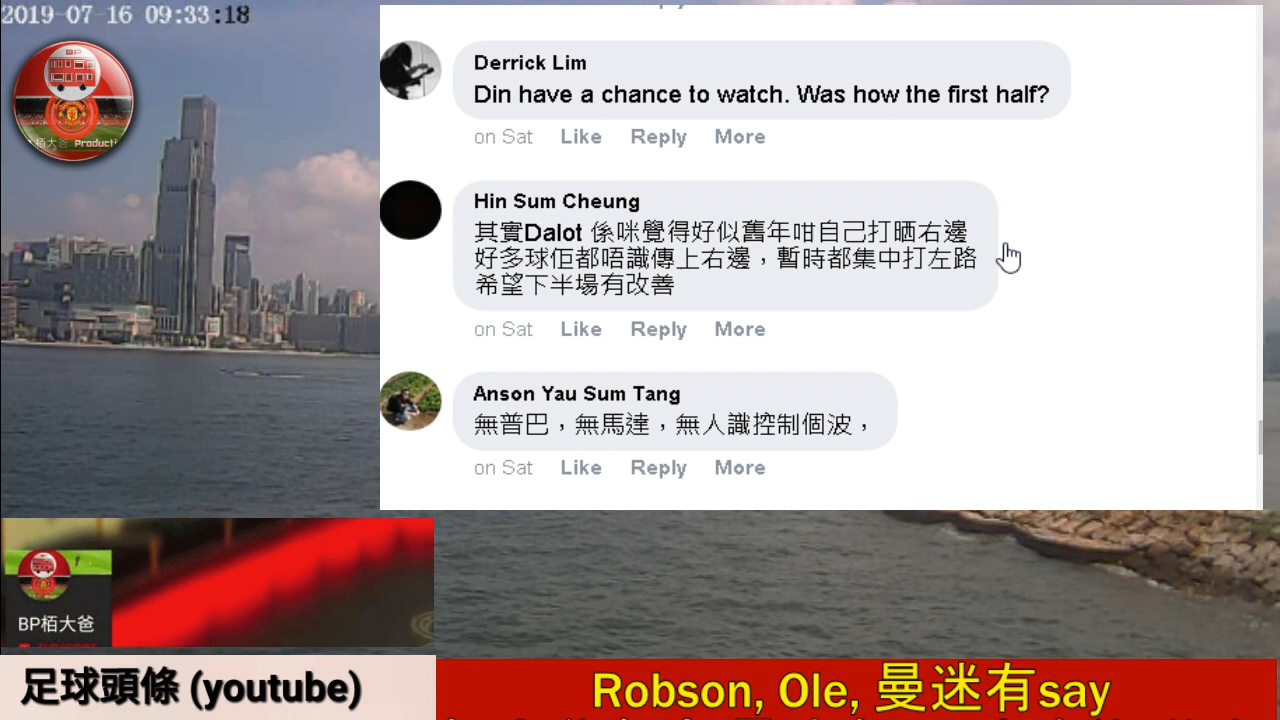 2019-07-16 09:33:18
BP
栢大爸 Producti
Derrick Lim
Din have a chance to watch. Was how the first half?
on Sat Like Reply More
Hin Sum Cheung
其實Dalot 係咪覺得好似舊年咁自己打晒右邊
好多球佢都唔識傳上右邊，暫時都集中打左路
希望下半場有改善
on Sat Like Reply More
Anson Yau Sum Tang
無普巴，無馬達，無人識控制個波，
on Sat Like Reply More
BP栢大爸
足球頭條 (youtube)
Robson, Ole, 曼迷有say